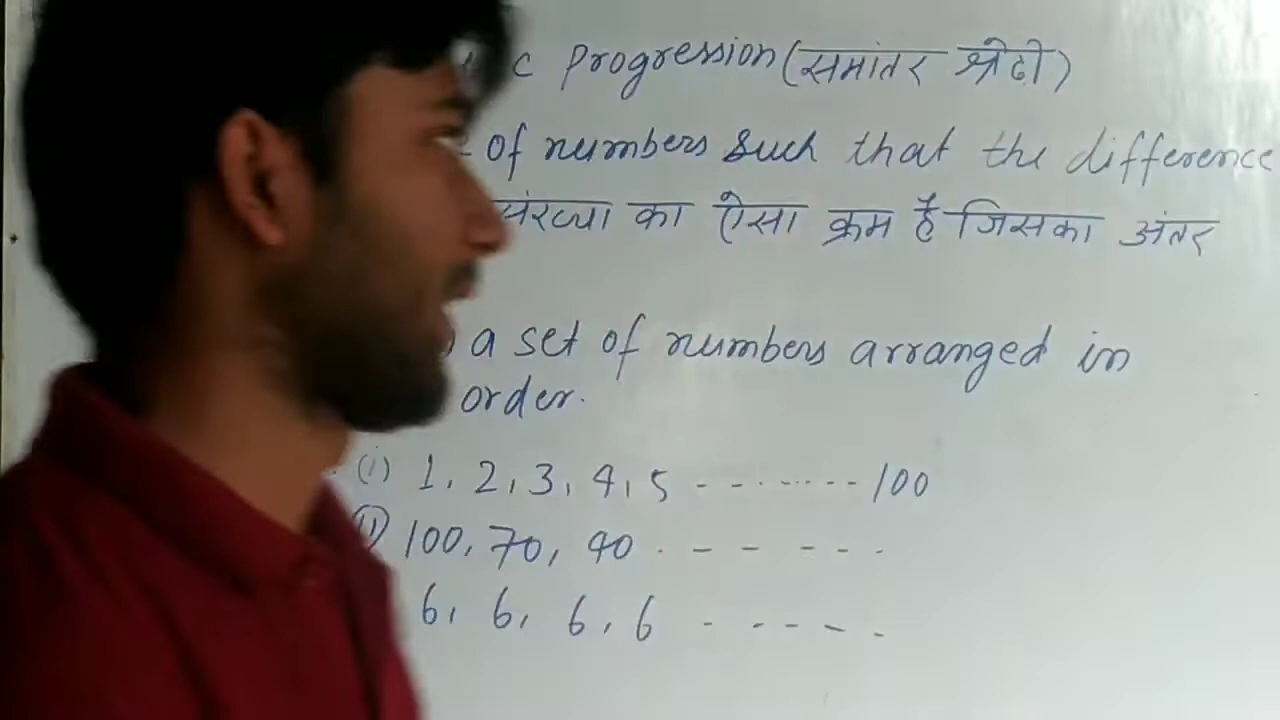 c Progression (समांतर श्रेढी)
of numbers such that the difference
संख्या का ऐसा क्रम है जिसका अंतर
a set of numbers arranged in
order.
(i) 1, 2, 3, 4, 5 - - - - - - - - 100
(ii) 100, 70, 40 . - - - - .
6, 6, 6, 6 - - - - -